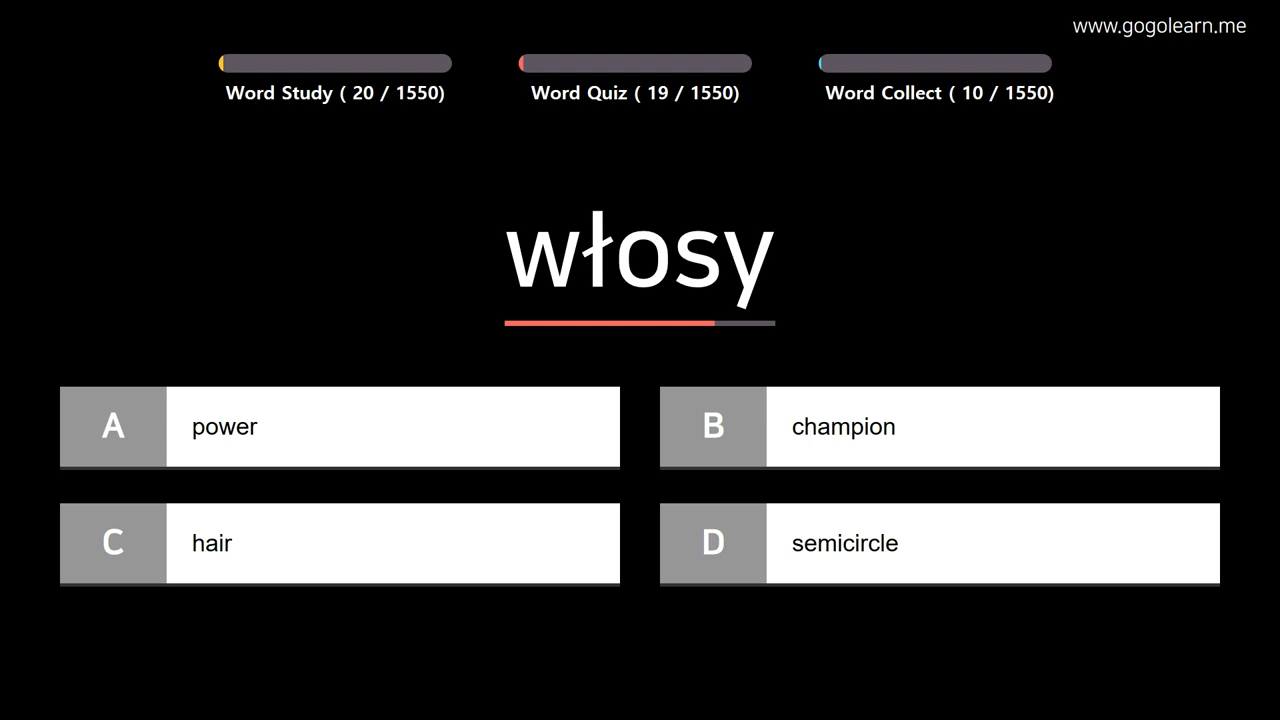 www.gogolearn.me
Word Study ( 20 / 1550)
Word Quiz ( 19 / 1550)
Word Collect ( 10 / 1550)
włosy
A power
B champion
C hair
D semicircle